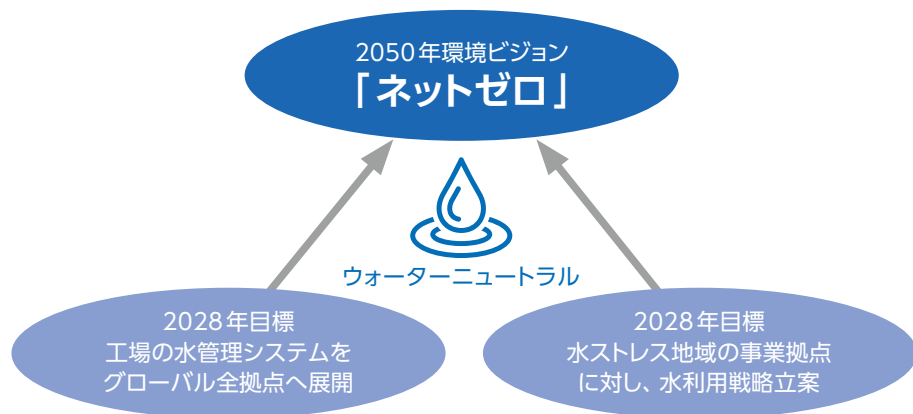 2050年環境ビジョン
「ネットゼロ」
ウォーターニュートラル
2028年目標
工場の水管理システムを
グローバル全拠点へ展開
2028年目標
水ストレス地域の事業拠点
に対し、水利用戦略立案